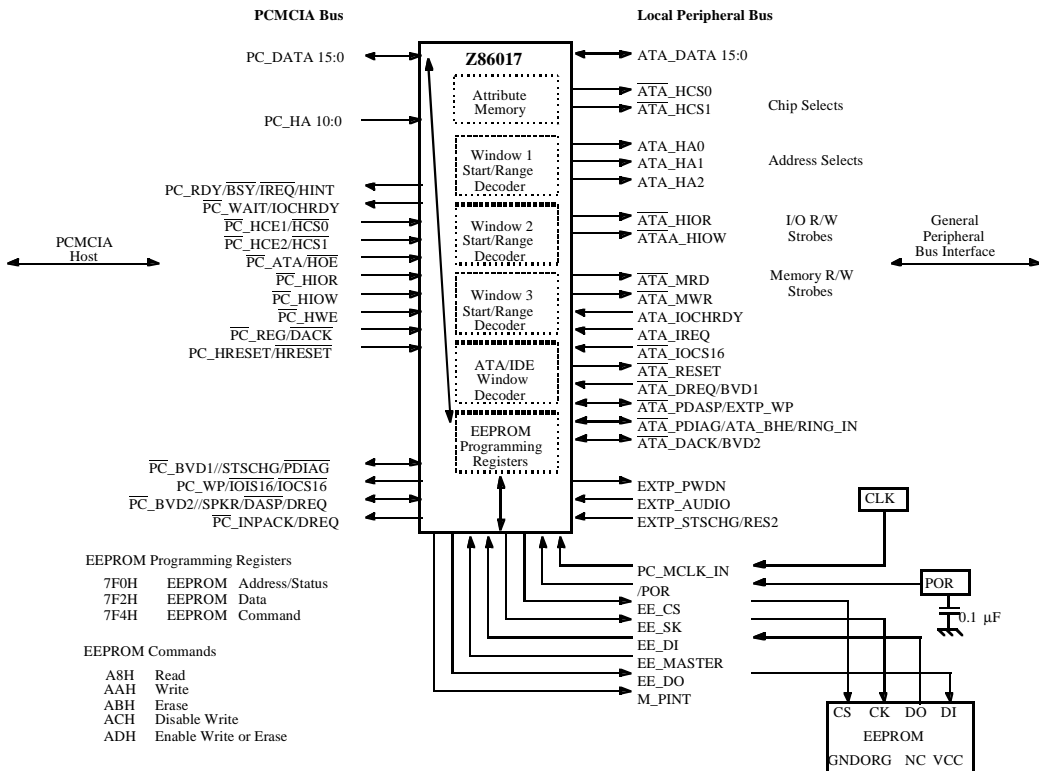 PCMCIA Bus
Local Peripheral Bus
Z86017
PC_DATA 15:0
PC_HA 10:0
PC_RDY/BSY/IREQ/HINT
PC_WAIT/IOCHRDY
PC_HCE1/HCS0
PC_HCE2/HCS1
PC_ATA/HOE
PC_HIOR
PC_HIOW
PC_HWE
PC_REG/DACK
PC_HRESET/HRESET
PC_BVD1//STSCHG/PDIAG
PC_WP/IOIS16/IOCS16
PC_BVD2//SPKR/DASP/DREQ
PC_INPACK/DREQ
PCMCIA
Host
Attribute
Memory
Window 1
Start/Range
Decoder
Window 2
Start/Range
Decoder
Window 3
Start/Range
Decoder
ATA/IDE
Window
Decoder
EEPROM
Programming
Registers
ATA_DATA 15:0
ATA_HCS0
ATA_HCS1
Chip Selects
ATA_HA0
ATA_HA1
ATA_HA2
Address Selects
ATA_HIOR
ATAA_HIOW
I/O R/W
Strobes
ATA_MRD
ATA_MWR
Memory R/W
Strobes
ATA_IOCHRDY
ATA_IREQ
ATA_IOCS16
ATA_RESET
ATA_DREQ/BVD1
ATA_PDASP/EXTP_WP
ATA_PDIAG/ATA_BHE/RING_IN
ATA_DACK/BVD2
EXTP_PWDN
EXTP_AUDIO
EXTP_STSCHG/RES2
General
Peripheral
Bus Interface
CLK
PC_MCLK_IN
/POR
EE_CS
EE_SK
EE_DI
EE_MASTER
EE_DO
M_PINT
POR
0.1 µF
CS CK DO DI
EEPROM
GNDORG NC VCC
EEPROM Programming Registers
7F0H EEPROM Address/Status
7F2H EEPROM Data
7F4H EEPROM Command
EEPROM Commands
A8H Read
AAH Write
ABH Erase
ACH Disable Write
ADH Enable Write or Erase